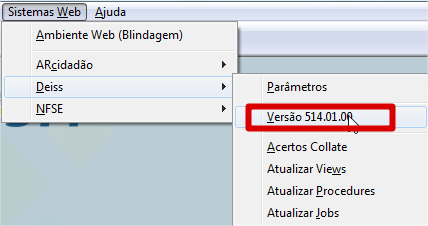 Sistemas Web Ajuda
Ambiente Web (Blindagem)
ARcidadão
Deiss
NFSE
Parâmetros
Versão 514.01.00
Acertos Collate
Atualizar Views
Atualizar Procedures
Atualizar Jobs